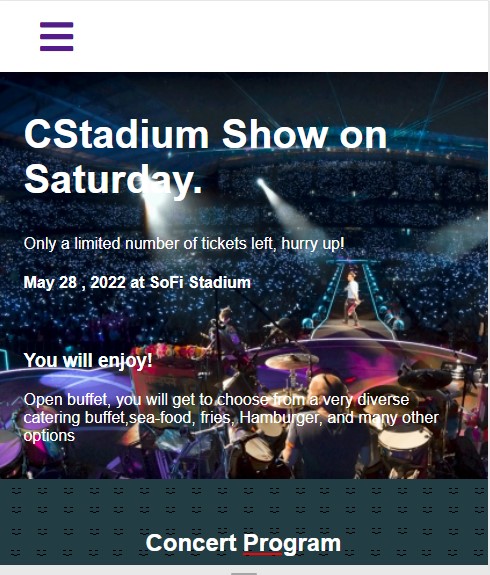 CStadium Show on
Saturday.
Only a limited number of tickets left, hurry up!
May 28 , 2022 at SoFi Stadium
You will enjoy!
Open buffet, you will get to choose from a very diverse
catering buffet,sea-food, fries, Hamburger, and many other
options
Concert Program